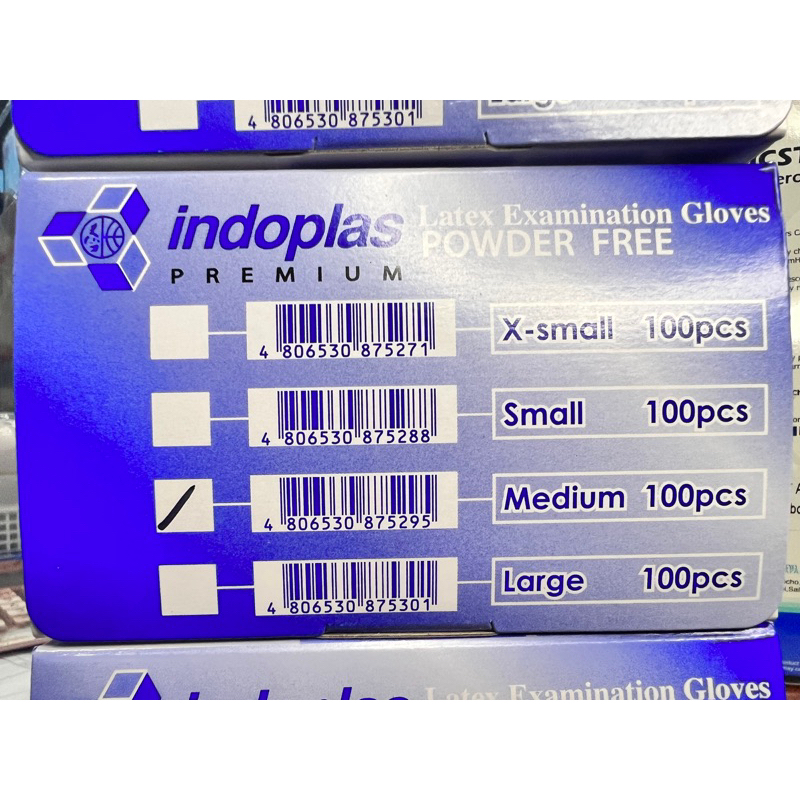 4 806530 875301
indoplas
PREMIUM
Latex Examination Gloves
POWDER FREE
4 806530 875271
X-small 100pcs
4 806530 875288
Small 100pcs
4 806530 875295
Medium 100pcs
4 806530 875301
Large 100pcs
indoplas
Latex Examination Gloves